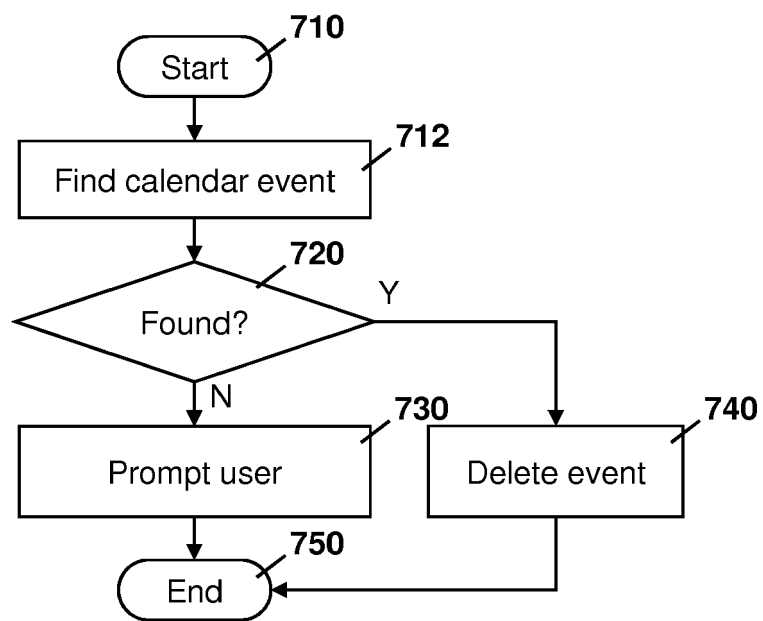 710
Start
712
Find calendar event
720
Found?
Y
N
730
Prompt user
740
Delete event
750
End